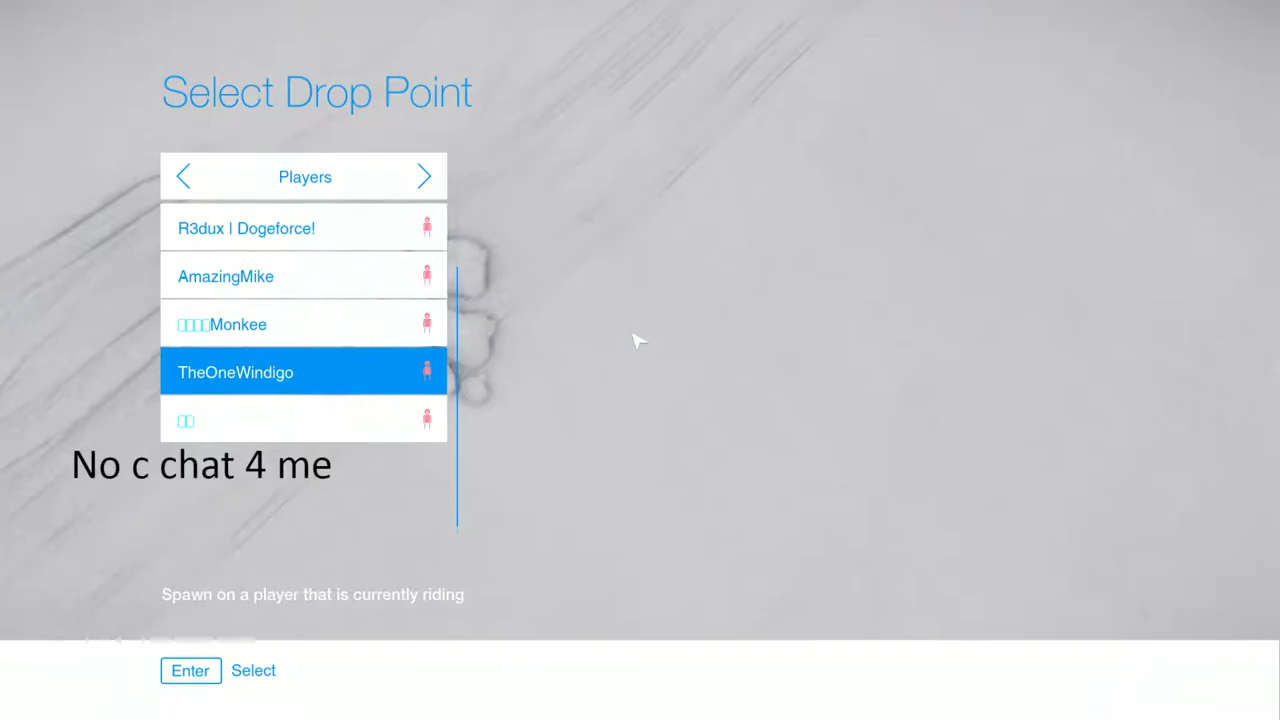 Select Drop Point
Players
R3dux | Dogeforce!
AmazingMike
Monkee
TheOneWindigo
No c chat 4 me
Spawn on a player that is currently riding
Enter Select